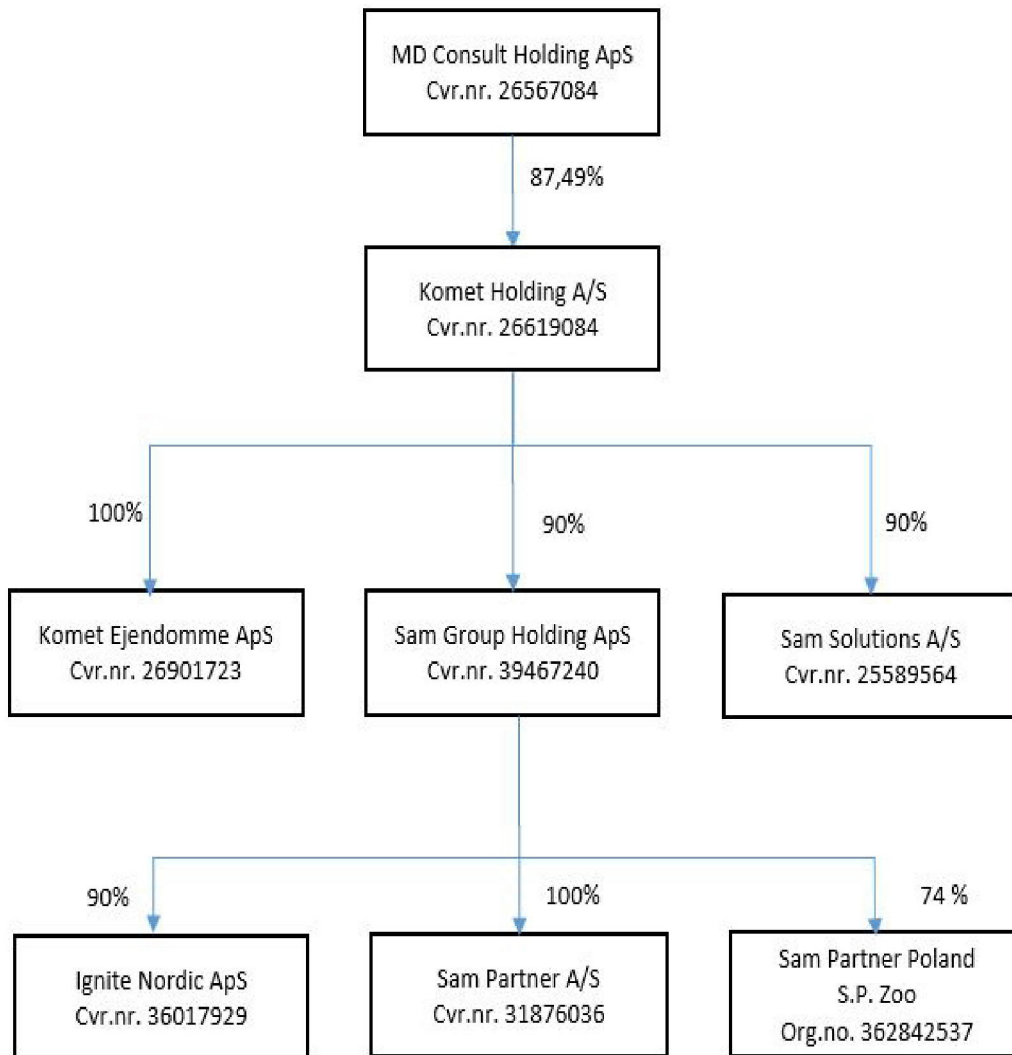 MD Consult Holding ApS
Cvr.nr. 26567084
87,49%
Komet Holding A/S
Cvr.nr. 26619084
100%
90%
90%
Komet Ejendomme ApS
Cvr.nr. 26901723
Sam Group Holding ApS
Cvr.nr. 39467240
Sam Solutions A/S
Cvr.nr. 25589564
90%
100%
74 %
Ignite Nordic ApS
Cvr.nr. 36017929
Sam Partner A/S
Cvr.nr. 31876036
Sam Partner Poland
S.P. Zoo
Org.no. 362842537